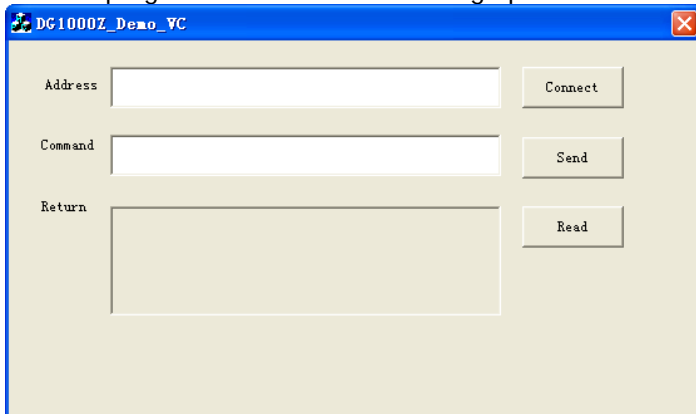 DG1000Z_Demo_VC
Address
Connect
Command
Send
Return
Read